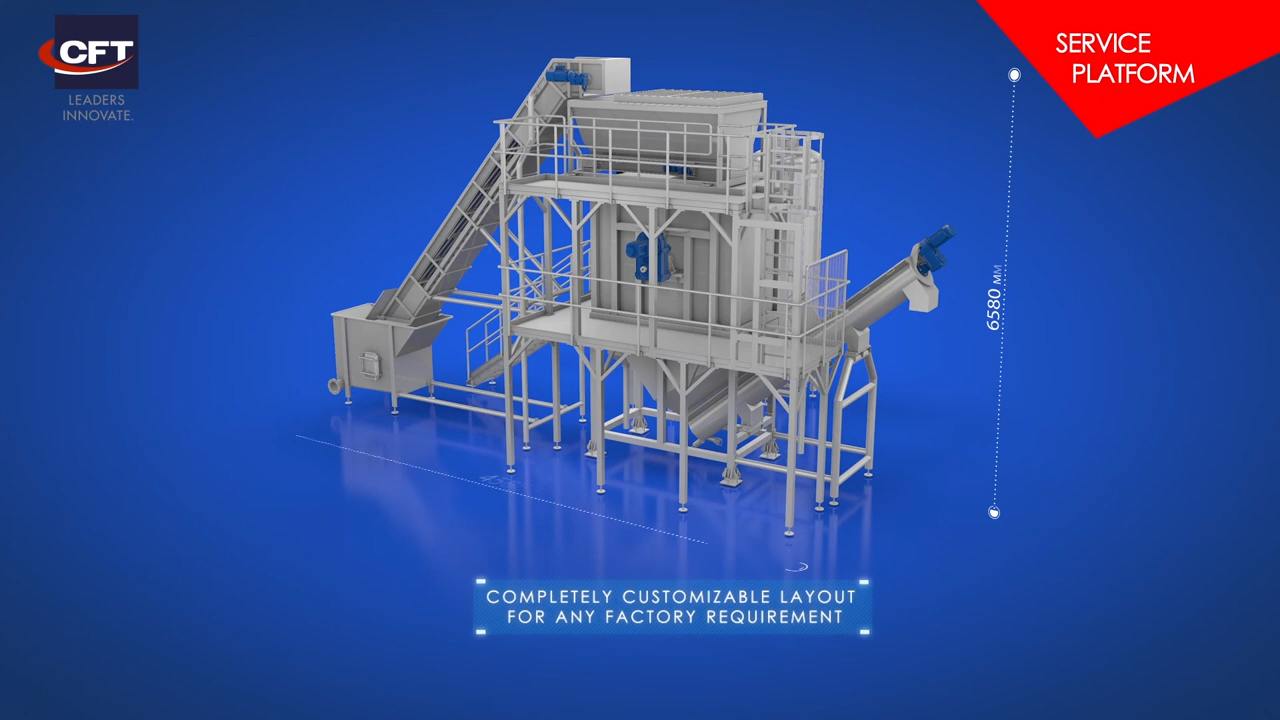 CFT
LEADERS
INNOVATE.
SERVICE
PLATFORM
6580 MM
COMPLETELY CUSTOMIZABLE LAYOUT
FOR ANY FACTORY REQUIREMENT